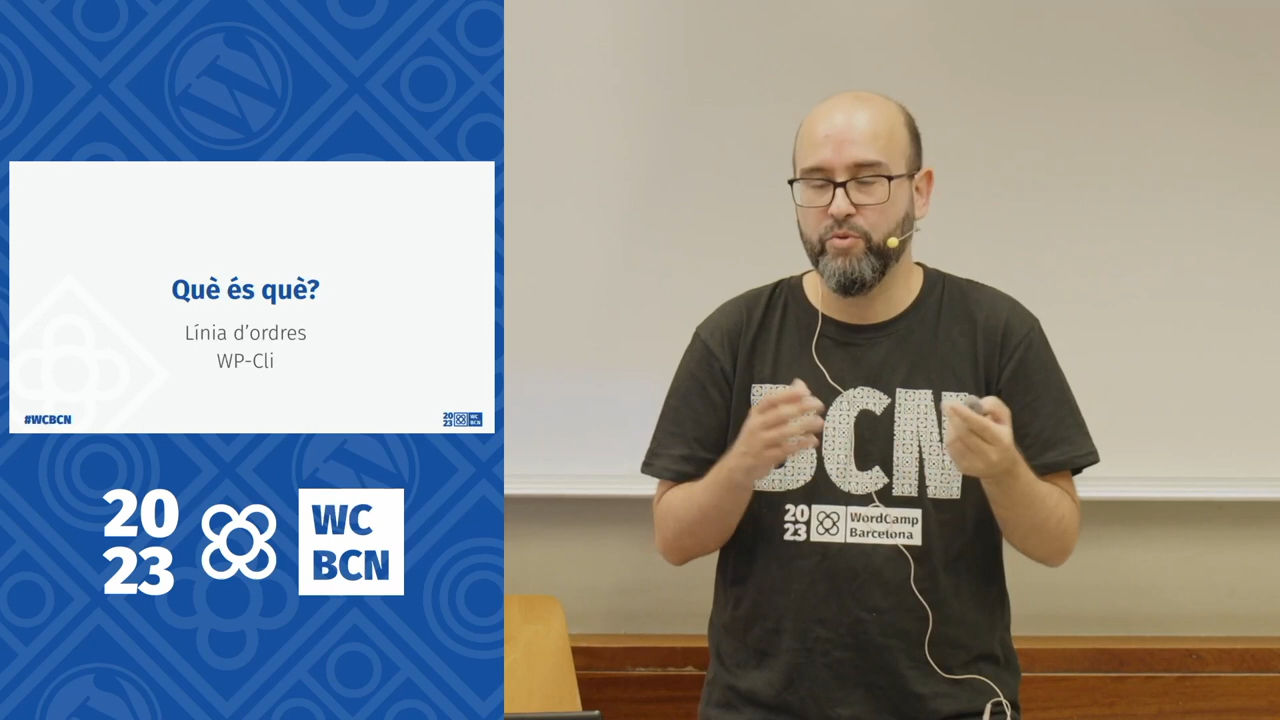 Què és què?
Línia d’ordres
WP-Cli
#WCBCN
20
23
WC
BCN
20
23
WC
BCN
BCN
20
23
WordCamp
Barcelona